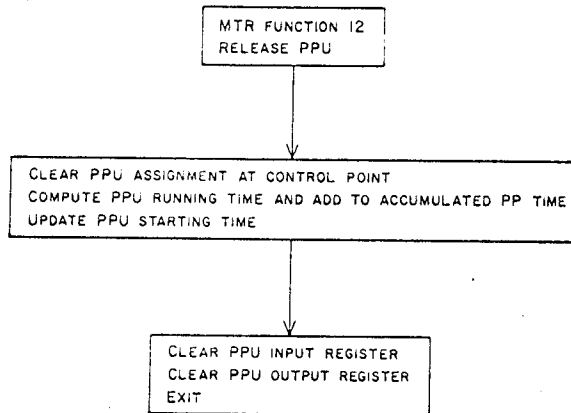 MTR FUNCTION 12
RELEASE PPU
CLEAR PPU ASSIGNMENT AT CONTROL POINT
COMPUTE PPU RUNNING TIME AND ADD TO ACCUMULATED PP TIME
UPDATE PPU STARTING TIME
CLEAR PPU INPUT REGISTER
CLEAR PPU OUTPUT REGISTER
EXIT